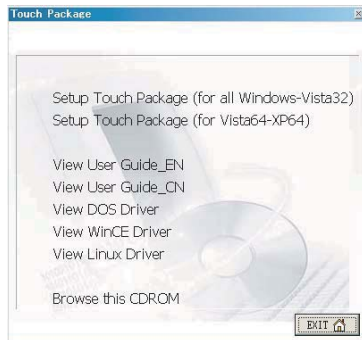 Touch Package
Setup Touch Package (for all Windows-Vista32)
Setup Touch Package (for Vista64-XP64)
View User Guide_EN
View User Guide_CN
View DOS Driver
View WinCE Driver
View Linux Driver
Browse this CDROM
EXIT